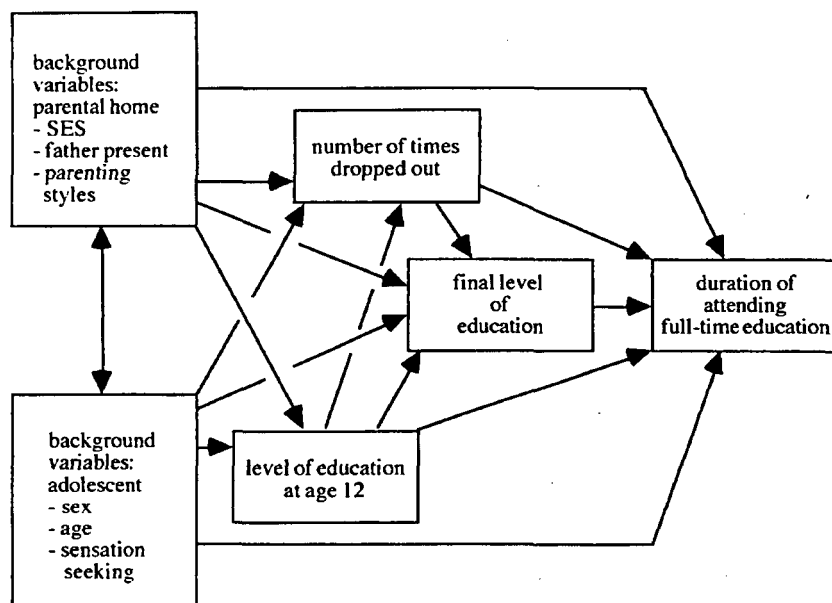 background
variables:
parental home
- SES
- father present
- parenting
styles
number of times
dropped out
final level
of
education
duration of
attending
full-time education
background
variables:
adolescent
- sex
- age
- sensation
seeking
level of education
at age 12